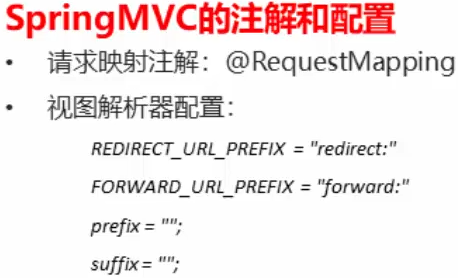 SpringMVC的注解和配置
• 请求映射注解：@RequestMapping
• 视图解析器配置：
REDIRECT_URL_PREFIX = "redirect:"
FORWARD_URL_PREFIX = "forward:"
prefix = "";
suffix = "";